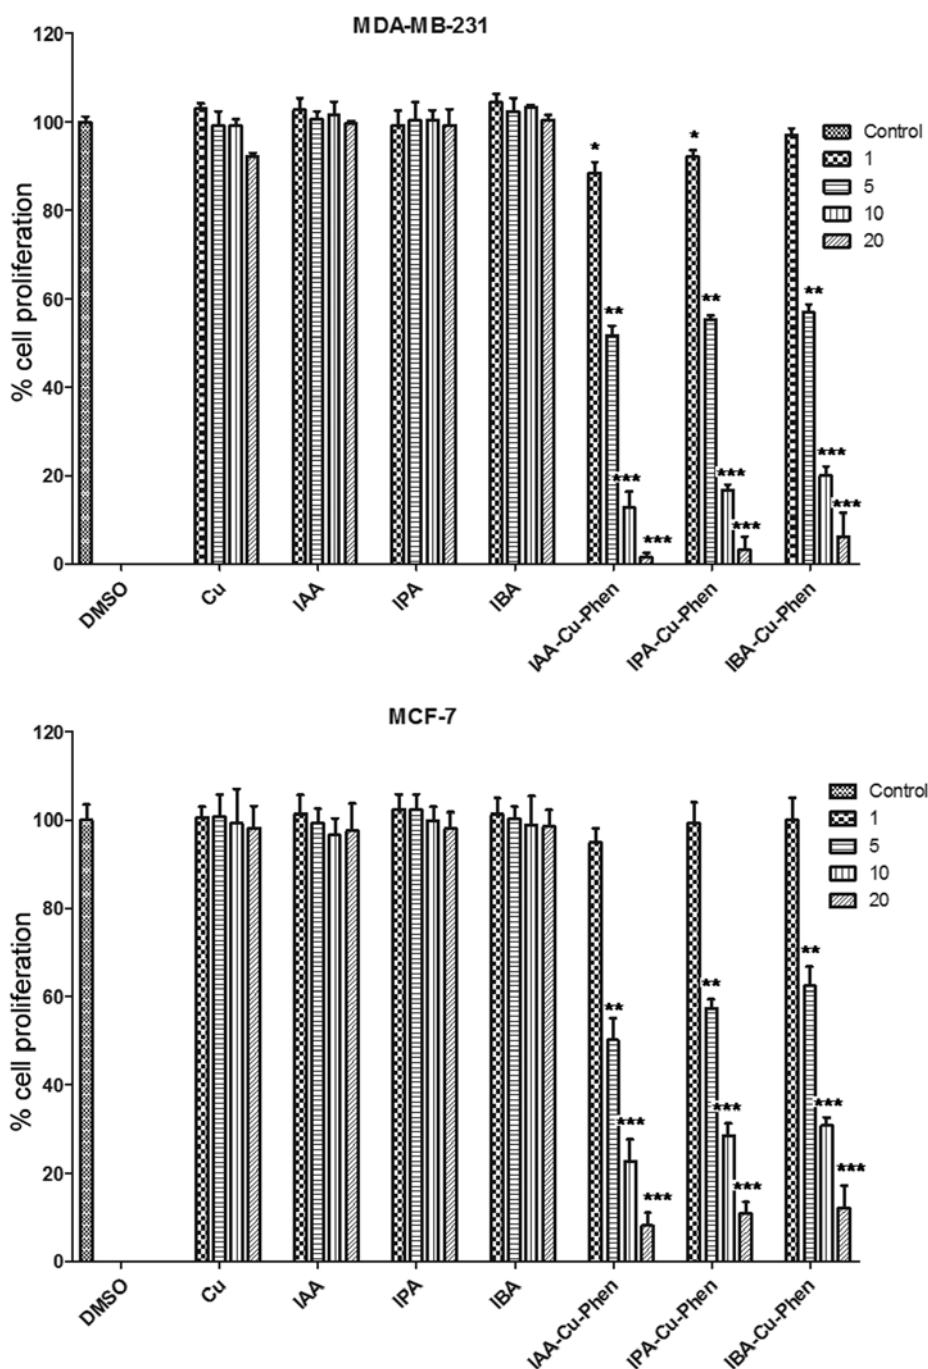 MDA-MB-231
120
100
80
60
40
20
0
% cell proliferation
Control
1
5
10
20
*
**
***
***
*
**
***
***
**
***
***
DMSO
Cu
IAA
IPA
IBA
IAA-Cu-Phen
IPA-Cu-Phen
IBA-Cu-Phen
MCF-7
120
100
80
60
40
20
0
% cell proliferation
Control
1
5
10
20
**
***
***
**
***
***
**
***
***
DMSO
Cu
IAA
IPA
IBA
IAA-Cu-Phen
IPA-Cu-Phen
IBA-Cu-Phen